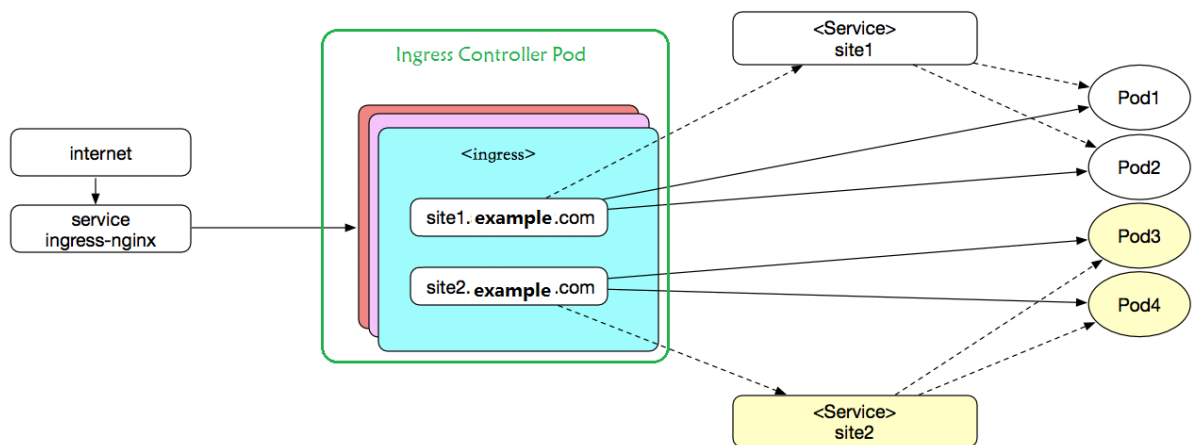 internet
service
ingress-nginx
Ingress Controller Pod
<ingress>
site1.example.com
site2.example.com
<Service>
site1
<Service>
site2
Pod1
Pod2
Pod3
Pod4